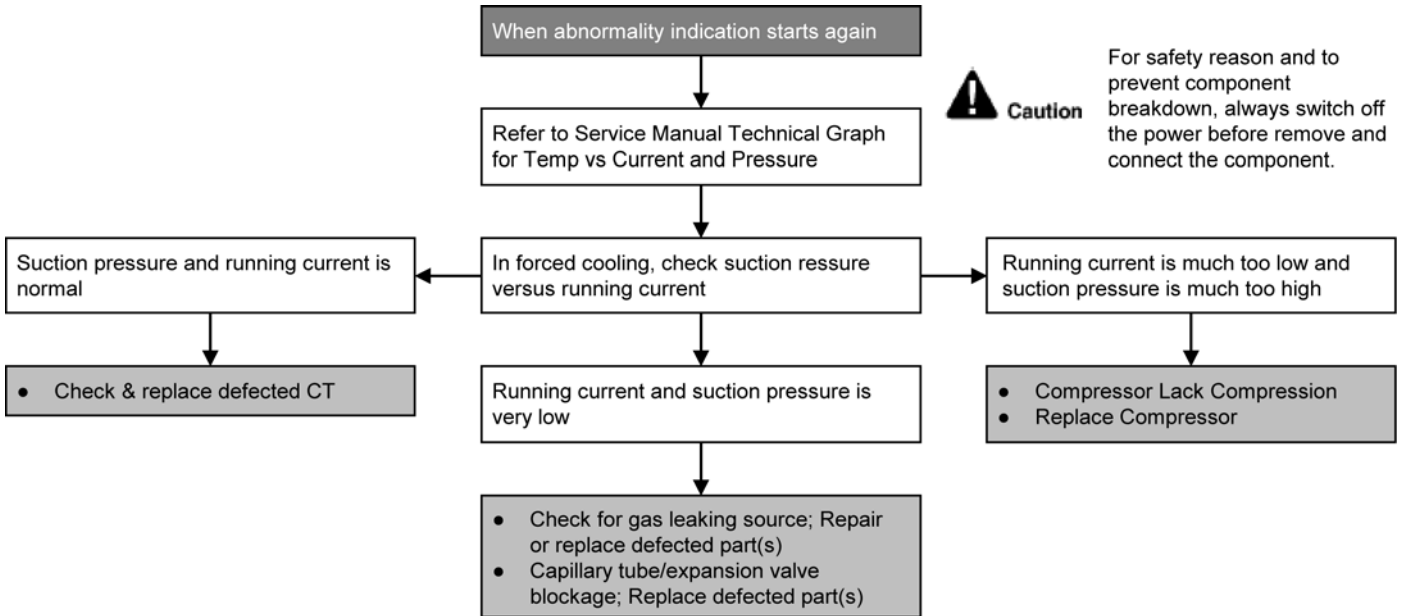 When abnormality indication starts again
Caution
For safety reason and to
prevent component
breakdown, always switch off
the power before remove and
connect the component.
Refer to Service Manual Technical Graph
for Temp vs Current and Pressure
Suction pressure and running current is
normal
In forced cooling, check suction ressure
versus running current
Running current is much too low and
suction pressure is much too high
● Check & replace defected CT
Running current and suction pressure is
very low
● Compressor Lack Compression
● Replace Compressor
● Check for gas leaking source; Repair
or replace defected part(s)
● Capillary tube/expansion valve
blockage; Replace defected part(s)